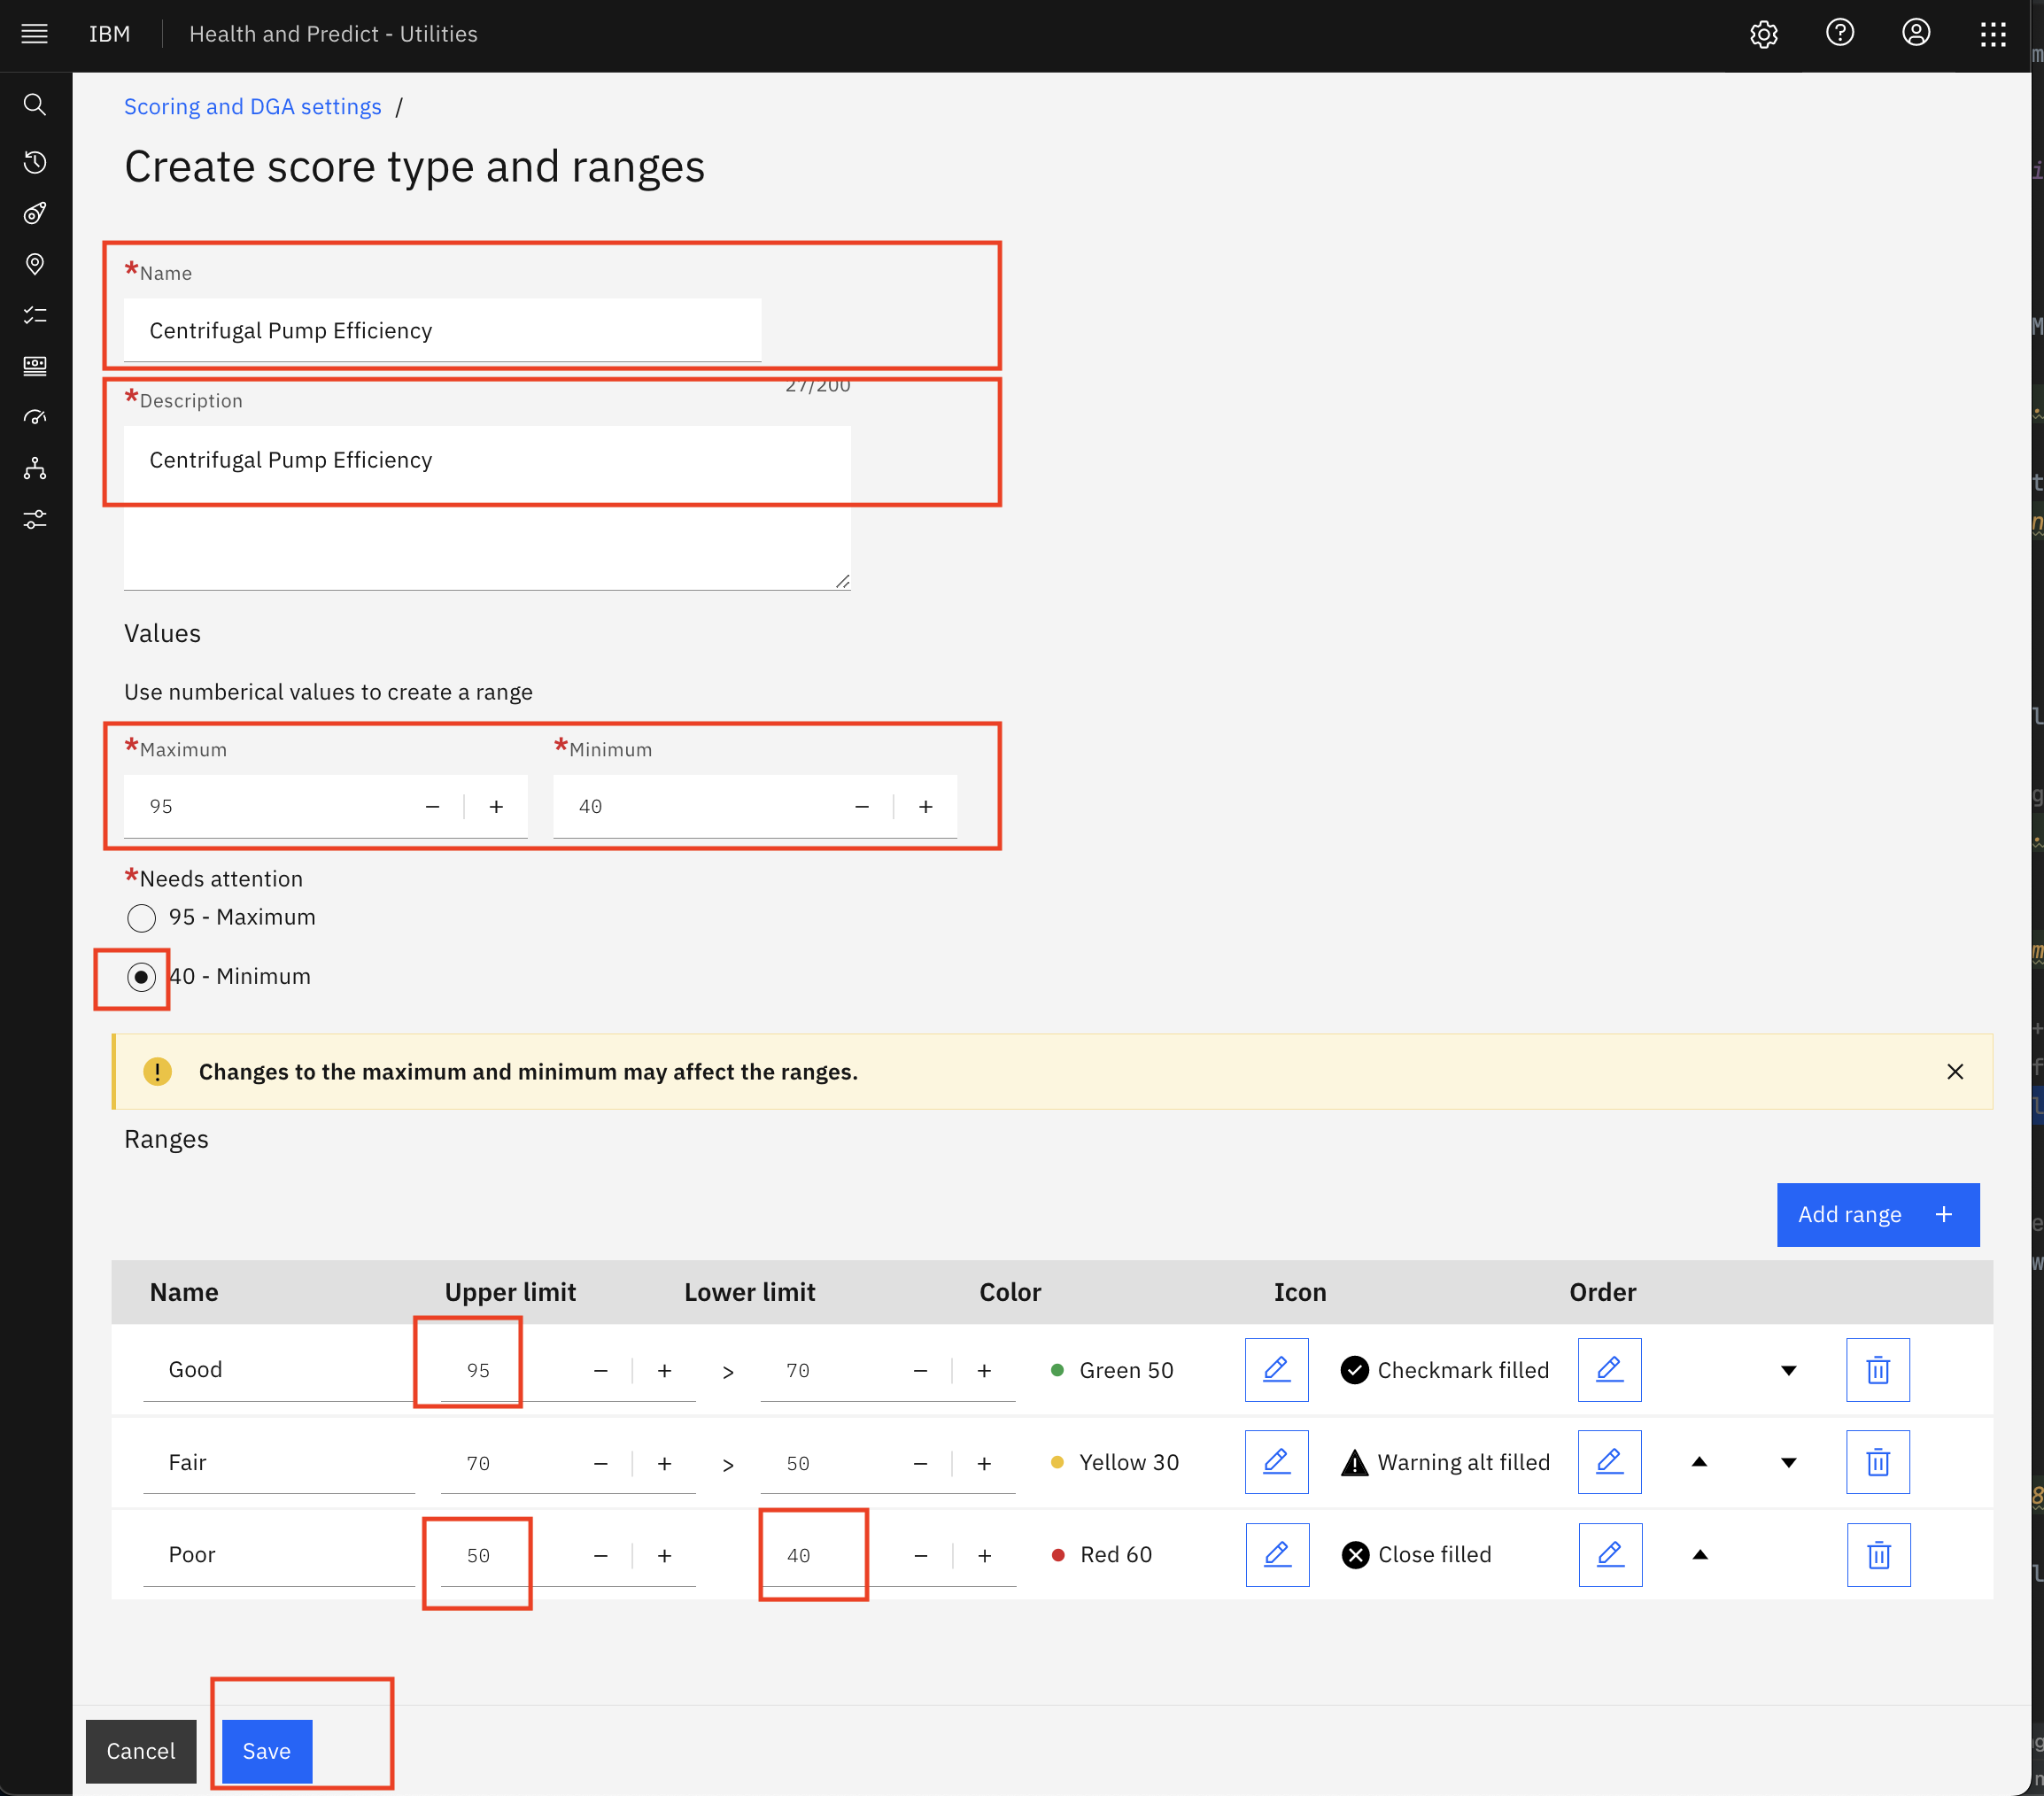 IBM Health and Predict - Utilities
Scoring and DGA settings /
Create score type and ranges
*Name
Centrifugal Pump Efficiency
27/200
*Description
Centrifugal Pump Efficiency
Values
Use numberical values to create a range
*Maximum *Minimum
95 − + 40 − +
*Needs attention
95 - Maximum
40 - Minimum
Changes to the maximum and minimum may affect the ranges.
Ranges
Add range +
Name Upper limit Lower limit Color Icon Order
Good 95 − + > 70 − + Green 50 Checkmark filled
Fair 70 − + > 50 − + Yellow 30 Warning alt filled
Poor 50 − + 40 − + Red 60 Close filled
Cancel Save